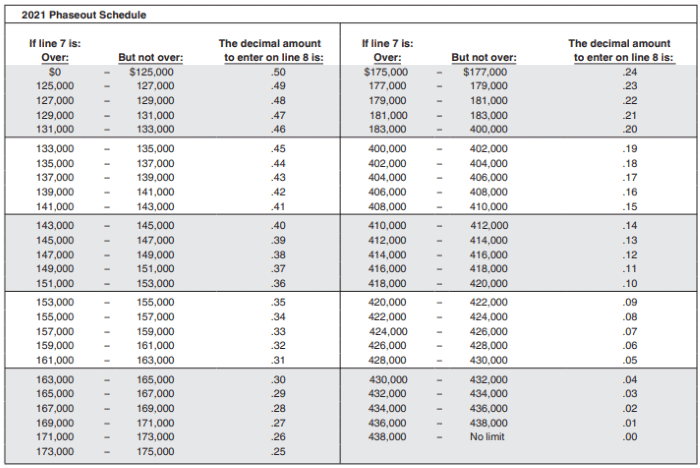 2021 Phaseout Schedule
If line 7 is: The decimal amount If line 7 is: The decimal amount
Over: But not over: to enter on line 8 is: Over: But not over: to enter on line 8 is:
$0 – $125,000 .50 $175,000 – $177,000 .24
125,000 – 127,000 .49 177,000 – 179,000 .23
127,000 – 129,000 .48 179,000 – 181,000 .22
129,000 – 131,000 .47 181,000 – 183,000 .21
131,000 – 133,000 .46 183,000 – 400,000 .20
133,000 – 135,000 .45 400,000 – 402,000 .19
135,000 – 137,000 .44 402,000 – 404,000 .18
137,000 – 139,000 .43 404,000 – 406,000 .17
139,000 – 141,000 .42 406,000 – 408,000 .16
141,000 – 143,000 .41 408,000 – 410,000 .15
143,000 – 145,000 .40 410,000 – 412,000 .14
145,000 – 147,000 .39 412,000 – 414,000 .13
147,000 – 149,000 .38 414,000 – 416,000 .12
149,000 – 151,000 .37 416,000 – 418,000 .11
151,000 – 153,000 .36 418,000 – 420,000 .10
153,000 – 155,000 .35 420,000 – 422,000 .09
155,000 – 157,000 .34 422,000 – 424,000 .08
157,000 – 159,000 .33 424,000 – 426,000 .07
159,000 – 161,000 .32 426,000 – 428,000 .06
161,000 – 163,000 .31 428,000 – 430,000 .05
163,000 – 165,000 .30 430,000 – 432,000 .04
165,000 – 167,000 .29 432,000 – 434,000 .03
167,000 – 169,000 .28 434,000 – 436,000 .02
169,000 – 171,000 .27 436,000 – 438,000 .01
171,000 – 173,000 .26 438,000 – No limit .00
173,000 – 175,000 .25